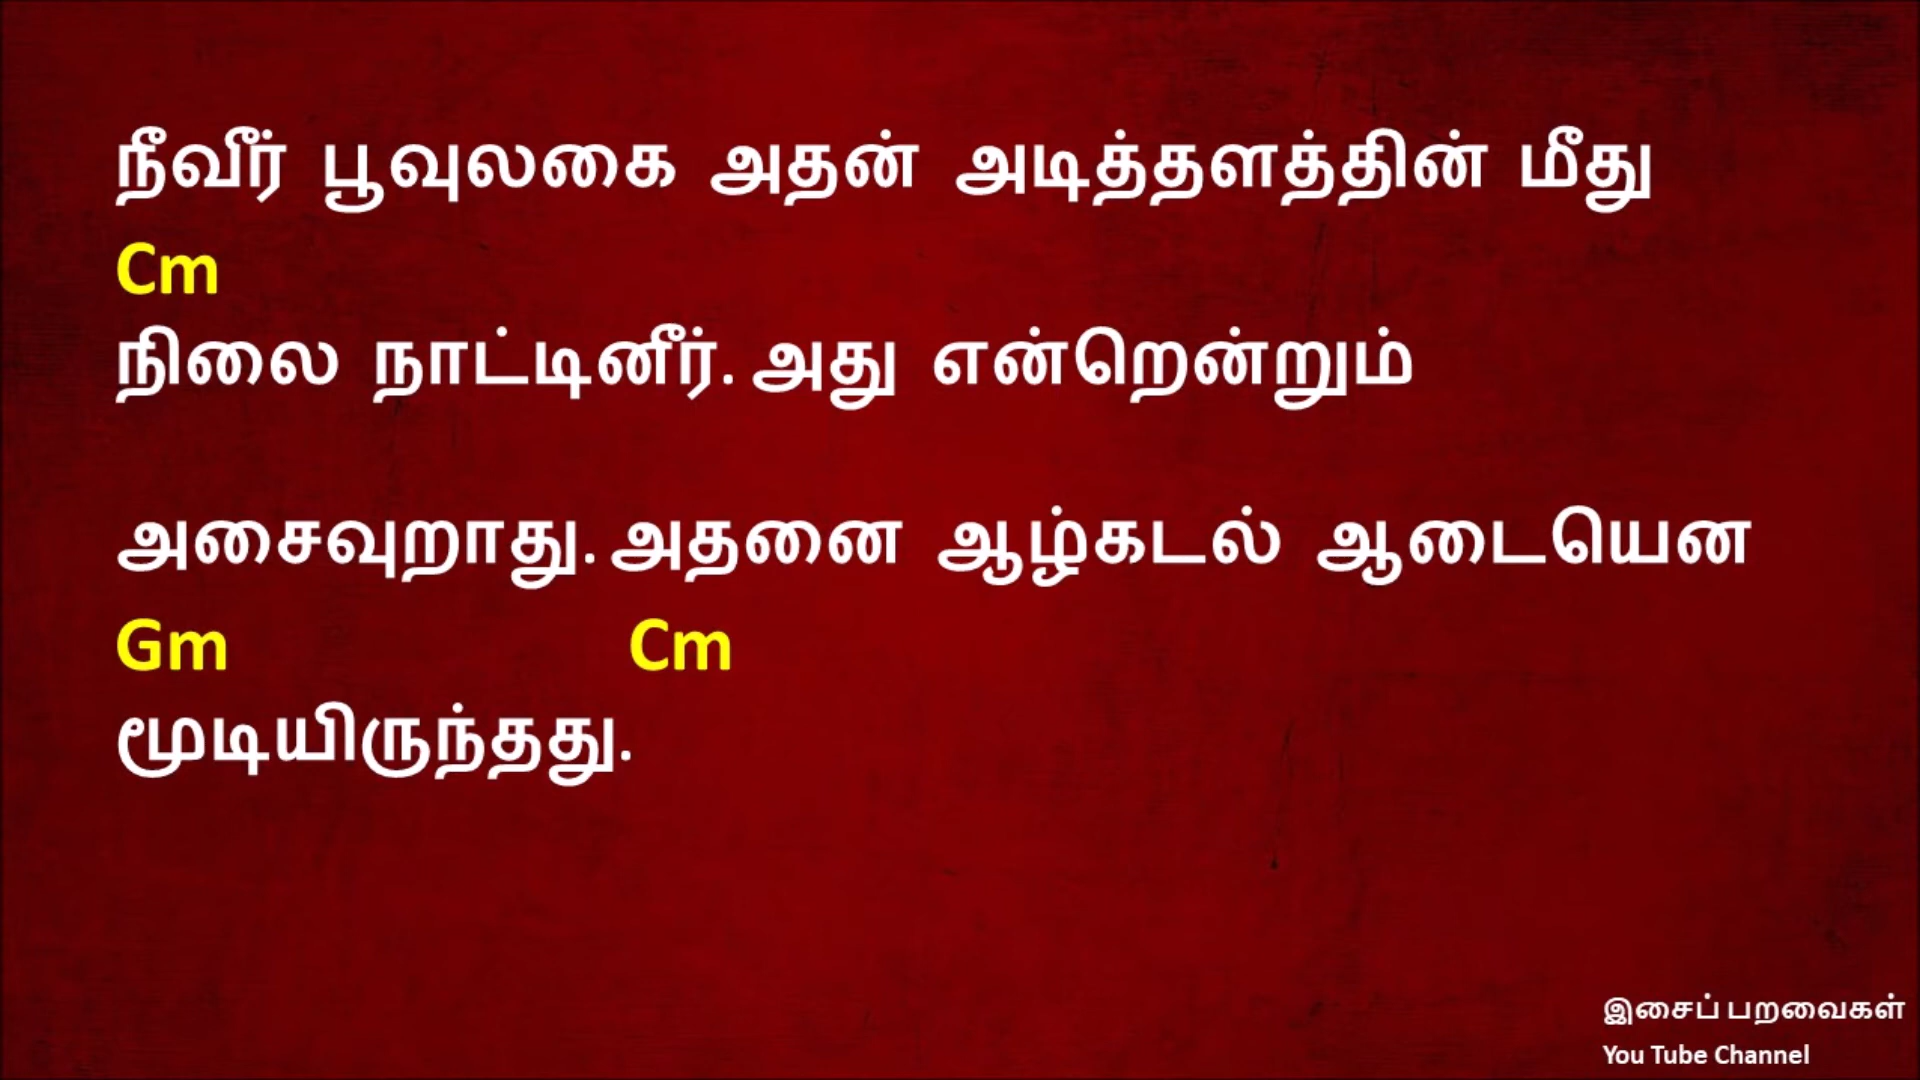 நீவீர் பூவுலகை அதன் அடித்தளத்தின் மீது
Cm
நிலை நாட்டினீர். அது என்றென்றும்
அசைவுறாது. அதனை ஆழ்கடல் ஆடையென
Gm Cm
மூடியிருந்தது.
இசைப் பறவைகள்
You Tube Channel